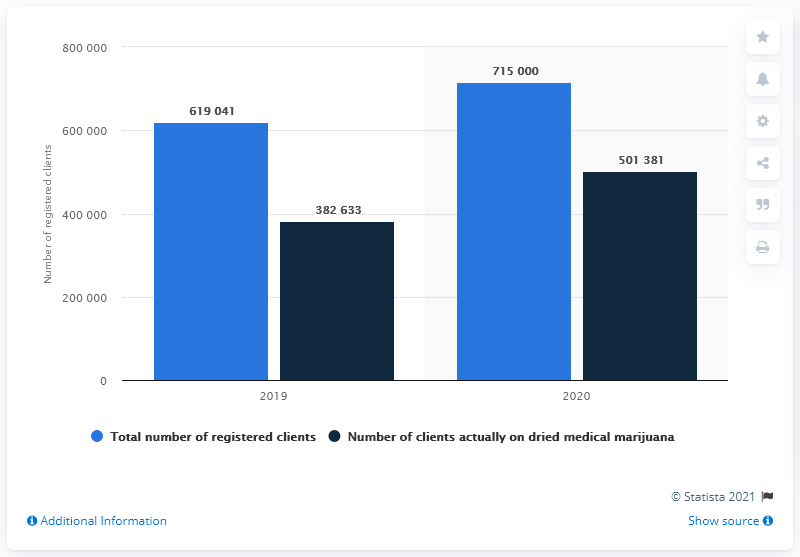 800 000
715 000
619 041
600 000
501 381
382 633
400 000
200 000
0
Number of registered clients
2019
2020
Total number of registered clients
Number of clients actually on dried medical marijuana
© Statista 2021
Additional Information
Show source